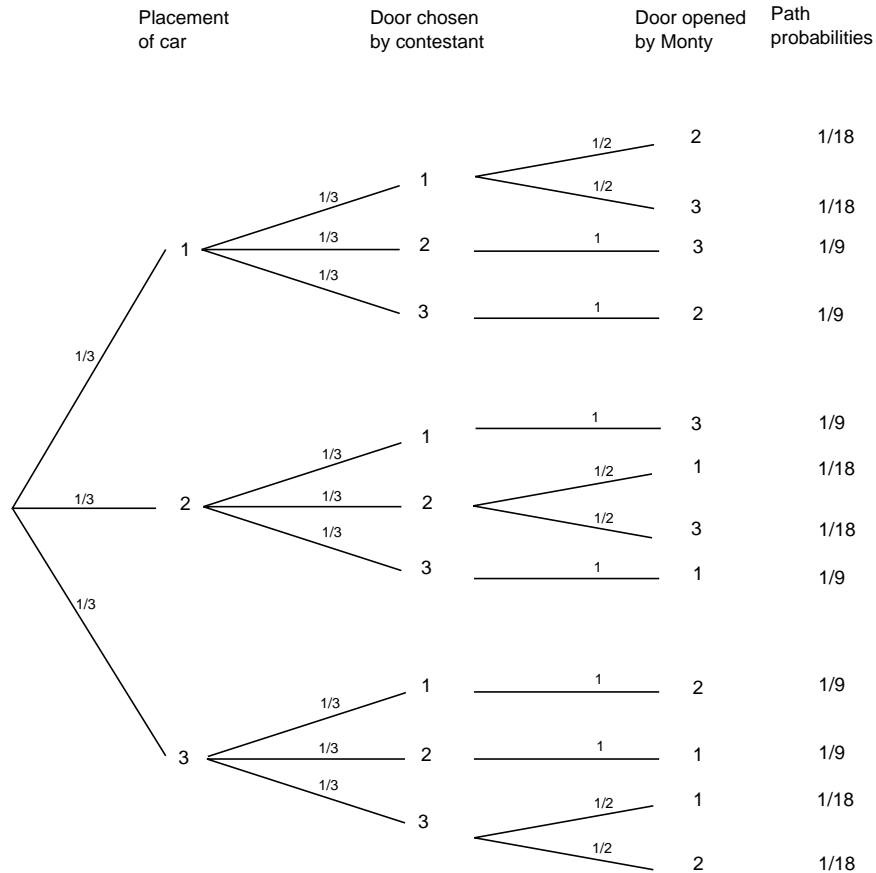 Placement of car
Door chosen by contestant
Door opened by Monty
Path probabilities
1/2 2 1/18
1/3 1
1/2 3 1/18
1 1/3 2 1 3 1/9
1/3 3 1 2 1/9
1/3
1/3 1 1 3 1/9
1/2 1 1/18
1/3 2 1/3 2
1/2 3 1/18
1/3 3 1 1 1/9
1/3
1/3 1 1 2 1/9
3 1/3 2 1 1 1/9
1/3 3
1/2 1 1/18
1/2 2 1/18